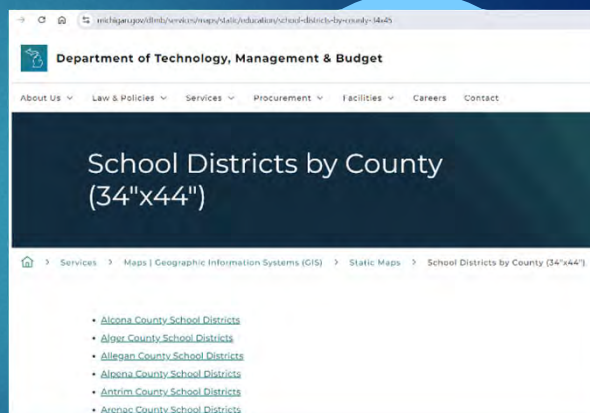 michigan.gov/dtmb/services/maps/static/education/school-districts-by-county-34x45
Department of Technology, Management & Budget
About Us Law & Policies Services Procurement Facilities Careers Contact
School Districts by County
(34"x44")
> Services > Maps | Geographic Information Systems (GIS) > Static Maps > School Districts by County (34"x44")
• Alcona County School Districts
• Alger County School Districts
• Allegan County School Districts
• Alpena County School Districts
• Antrim County School Districts
• Arenac County School Districts